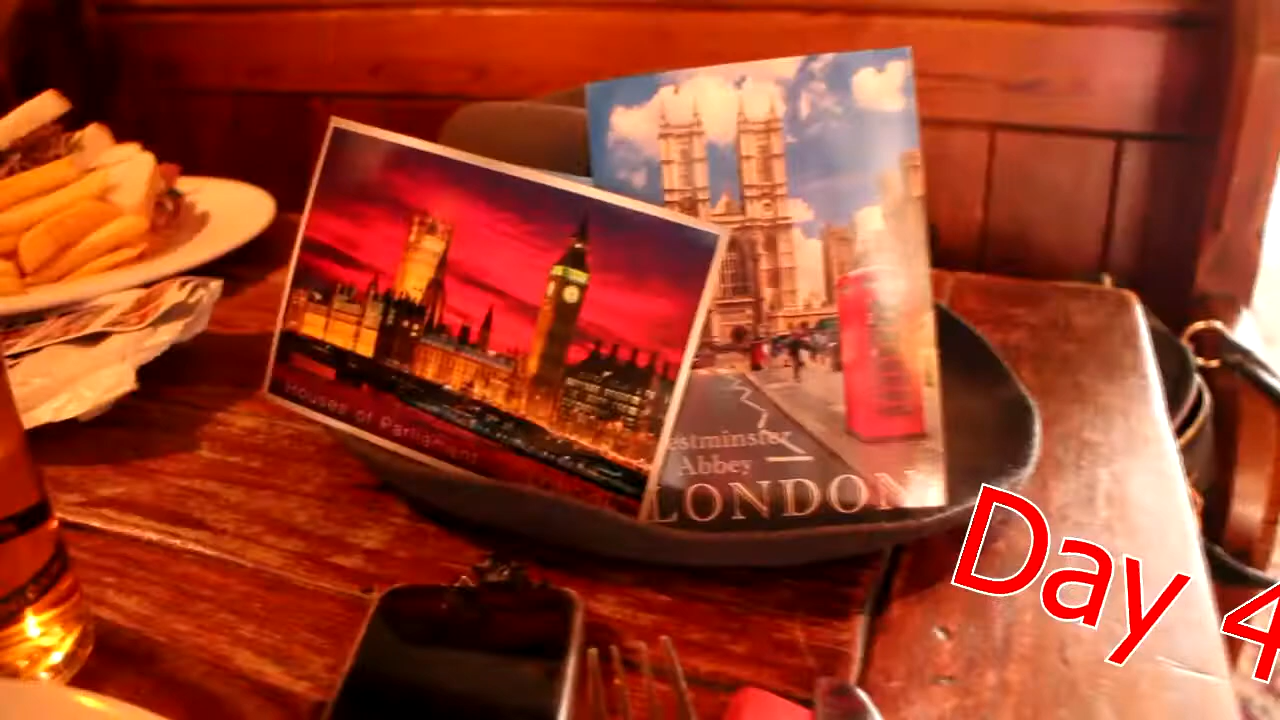 Houses of Parliament
estminster
Abbey
LONDON
Day 4